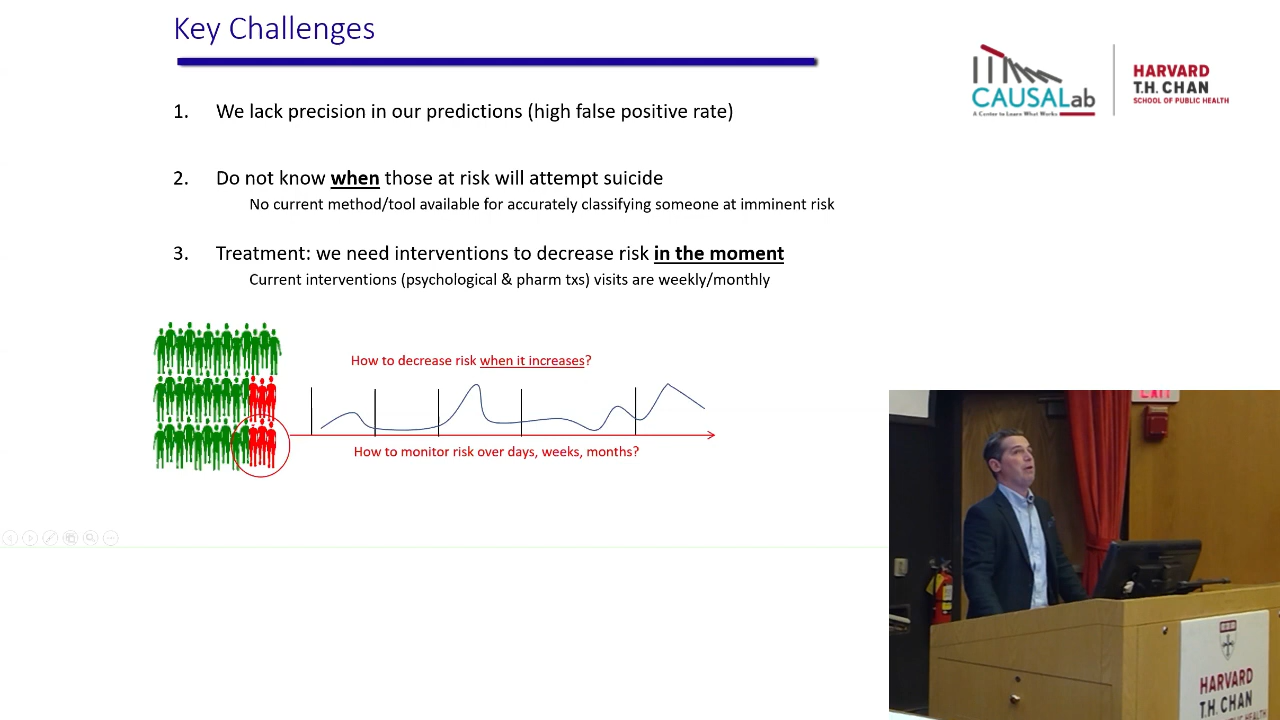 Key Challenges
1. We lack precision in our predictions (high false positive rate)
2. Do not know when those at risk will attempt suicide
No current method/tool available for accurately classifying someone at imminent risk
3. Treatment: we need interventions to decrease risk in the moment
Current interventions (psychological & pharm txs) visits are weekly/monthly
How to decrease risk when it increases?
How to monitor risk over days, weeks, months?
CAUSALab
A Center to Learn What Works
HARVARD
T.H. CHAN
SCHOOL OF PUBLIC HEALTH
EXIT
HARVARD
T.H. CHAN